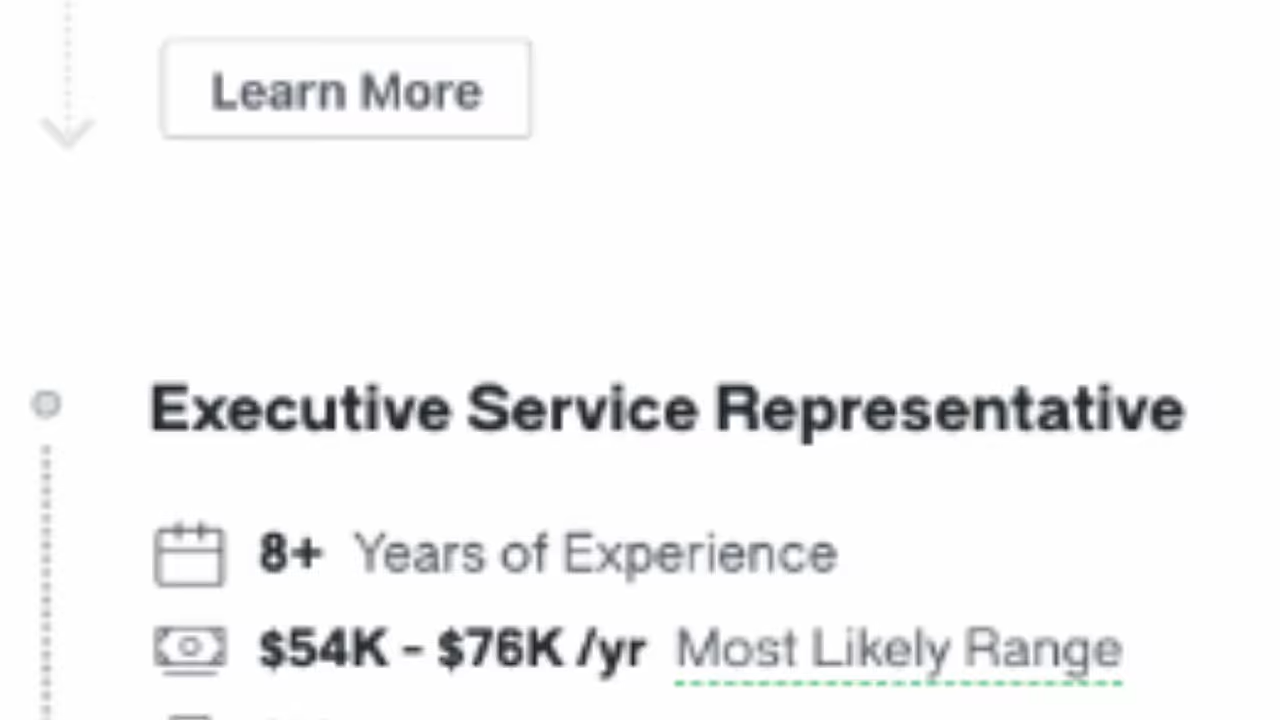 Learn More
Executive Service Representative
8+ Years of Experience
$54K - $76K /yr Most Likely Range